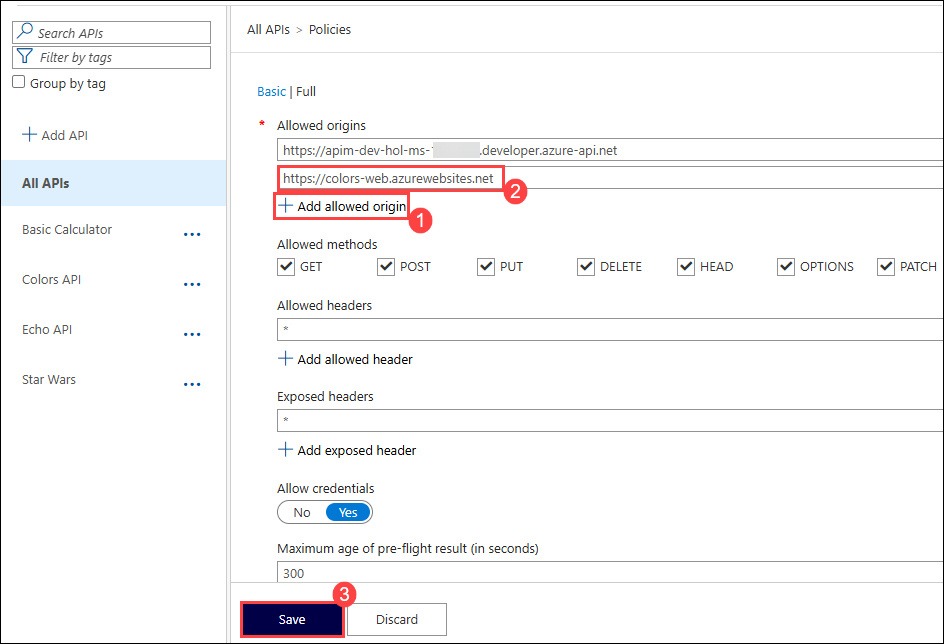 Search APIs
Filter by tags
Group by tag
Add API
All APIs
Basic Calculator
Colors API
Echo API
Star Wars
All APIs > Policies
Basic | Full
* Allowed origins
https://apim-dev-hol-ms- .developer.azure-api.net
https://colors-web.azurewebsites.net
2
Add allowed origin
1
Allowed methods
GET POST PUT DELETE HEAD OPTIONS PATCH
Allowed headers
*
Add allowed header
Exposed headers
*
Add exposed header
Allow credentials
No Yes
Maximum age of pre-flight result (in seconds)
300
3
Save Discard